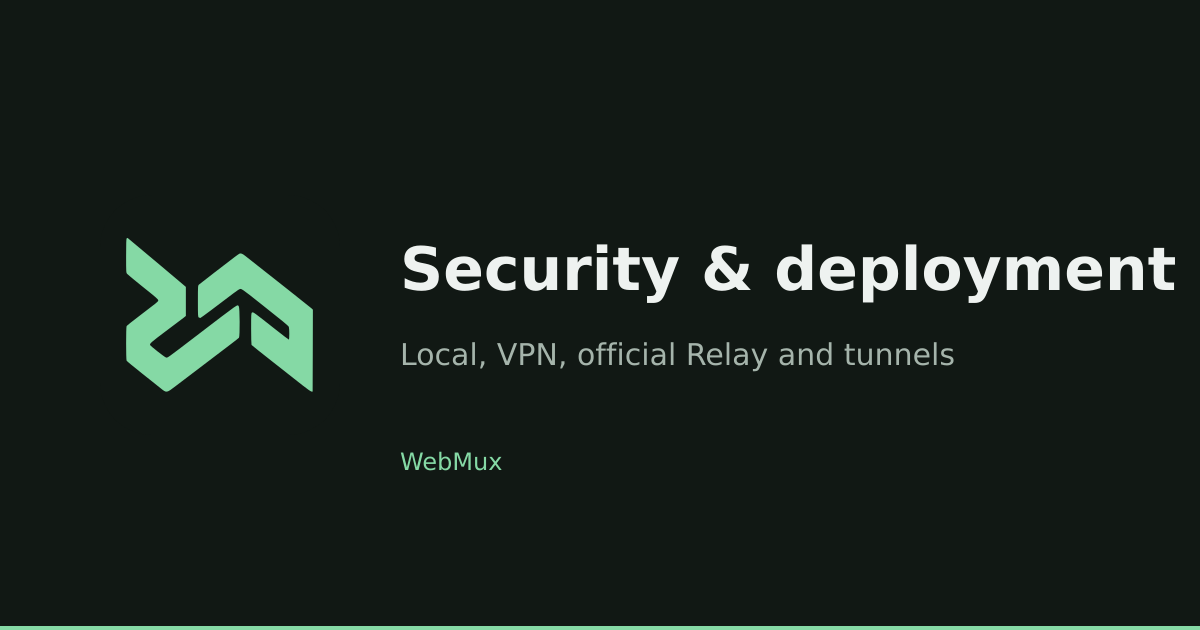 Security & deployment
Local, VPN, official Relay and tunnels
WebMux